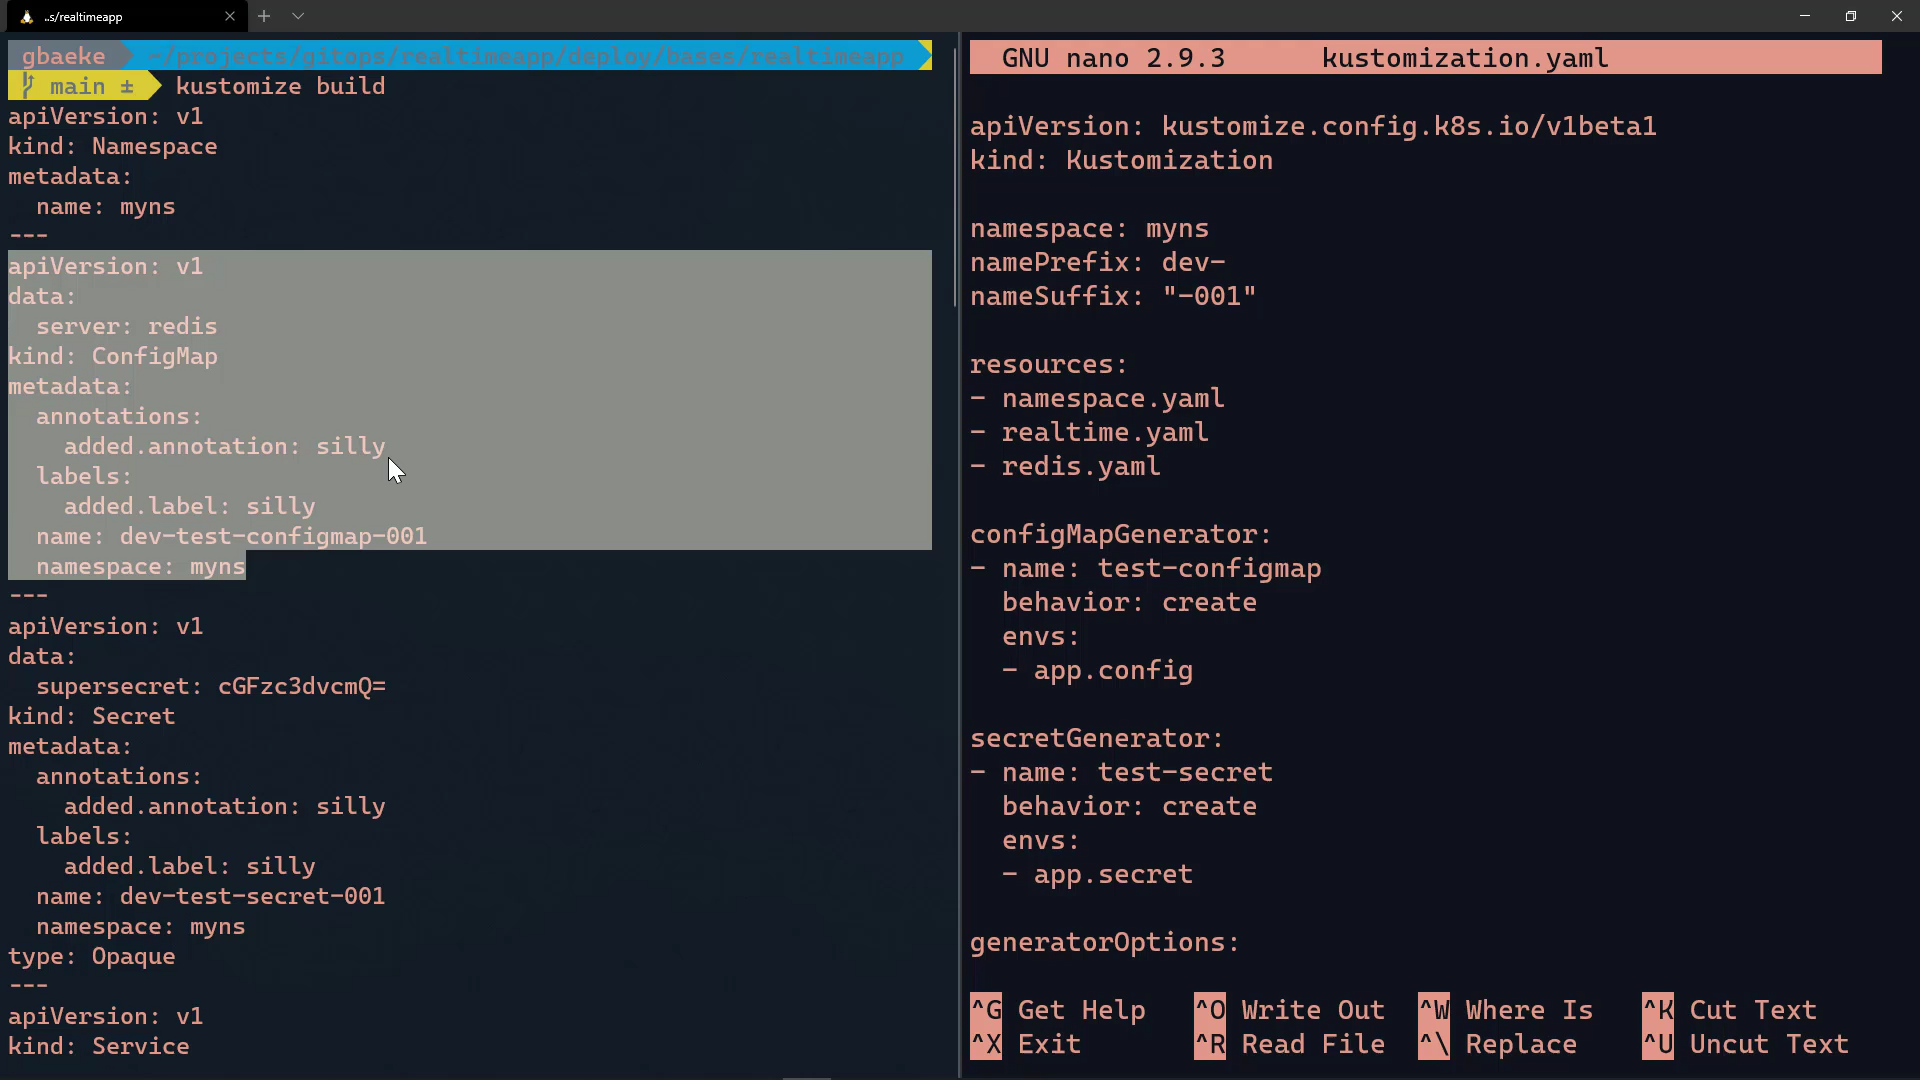 ..s/realtimeapp
gbaeke ~/projects/gitops/realtimeapp/deploy/bases/realtimeapp
main ± kustomize build
apiVersion: v1
kind: Namespace
metadata:
  name: myns
---
apiVersion: v1
data:
  server: redis
kind: ConfigMap
metadata:
  annotations:
    added.annotation: silly
  labels:
    added.label: silly
  name: dev-test-configmap-001
  namespace: myns
---
apiVersion: v1
data:
  supersecret: cGFzc3dvcmQ=
kind: Secret
metadata:
  annotations:
    added.annotation: silly
  labels:
    added.label: silly
  name: dev-test-secret-001
  namespace: myns
type: Opaque
---
apiVersion: v1
kind: Service
GNU nano 2.9.3 kustomization.yaml
apiVersion: kustomize.config.k8s.io/v1beta1
kind: Kustomization
namespace: myns
namePrefix: dev-
nameSuffix: "-001"
resources:
- namespace.yaml
- realtime.yaml
- redis.yaml
configMapGenerator:
- name: test-configmap
  behavior: create
  envs:
  - app.config
secretGenerator:
- name: test-secret
  behavior: create
  envs:
  - app.secret
generatorOptions:
^G Get Help ^O Write Out ^W Where Is ^K Cut Text
^X Exit ^R Read File ^\ Replace ^U Uncut Text